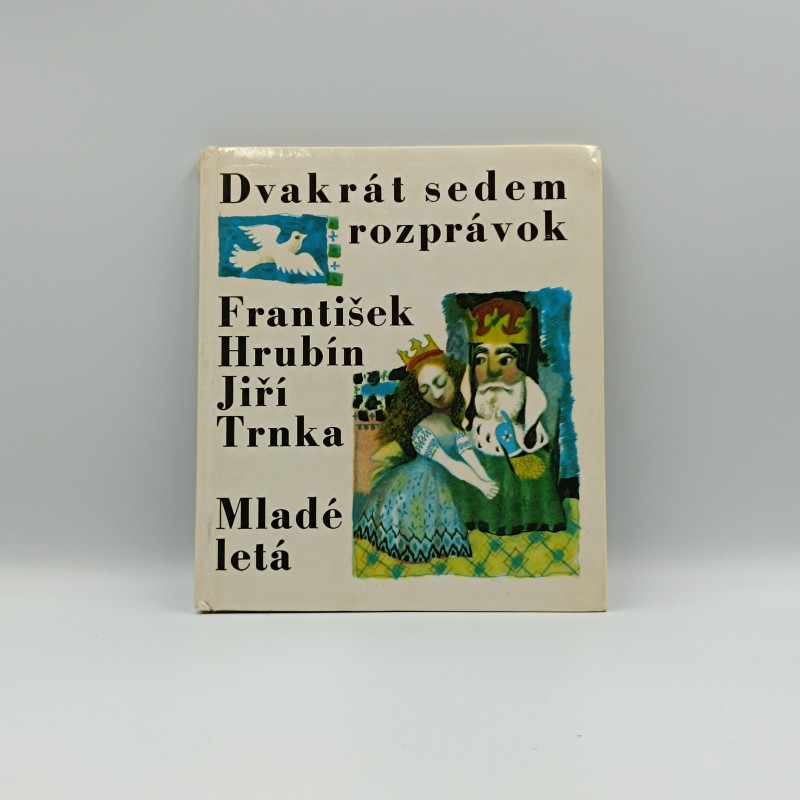 Dvakrát sedem
rozprávok
František
Hrubín
Jiří
Trnka
Mladé
letá